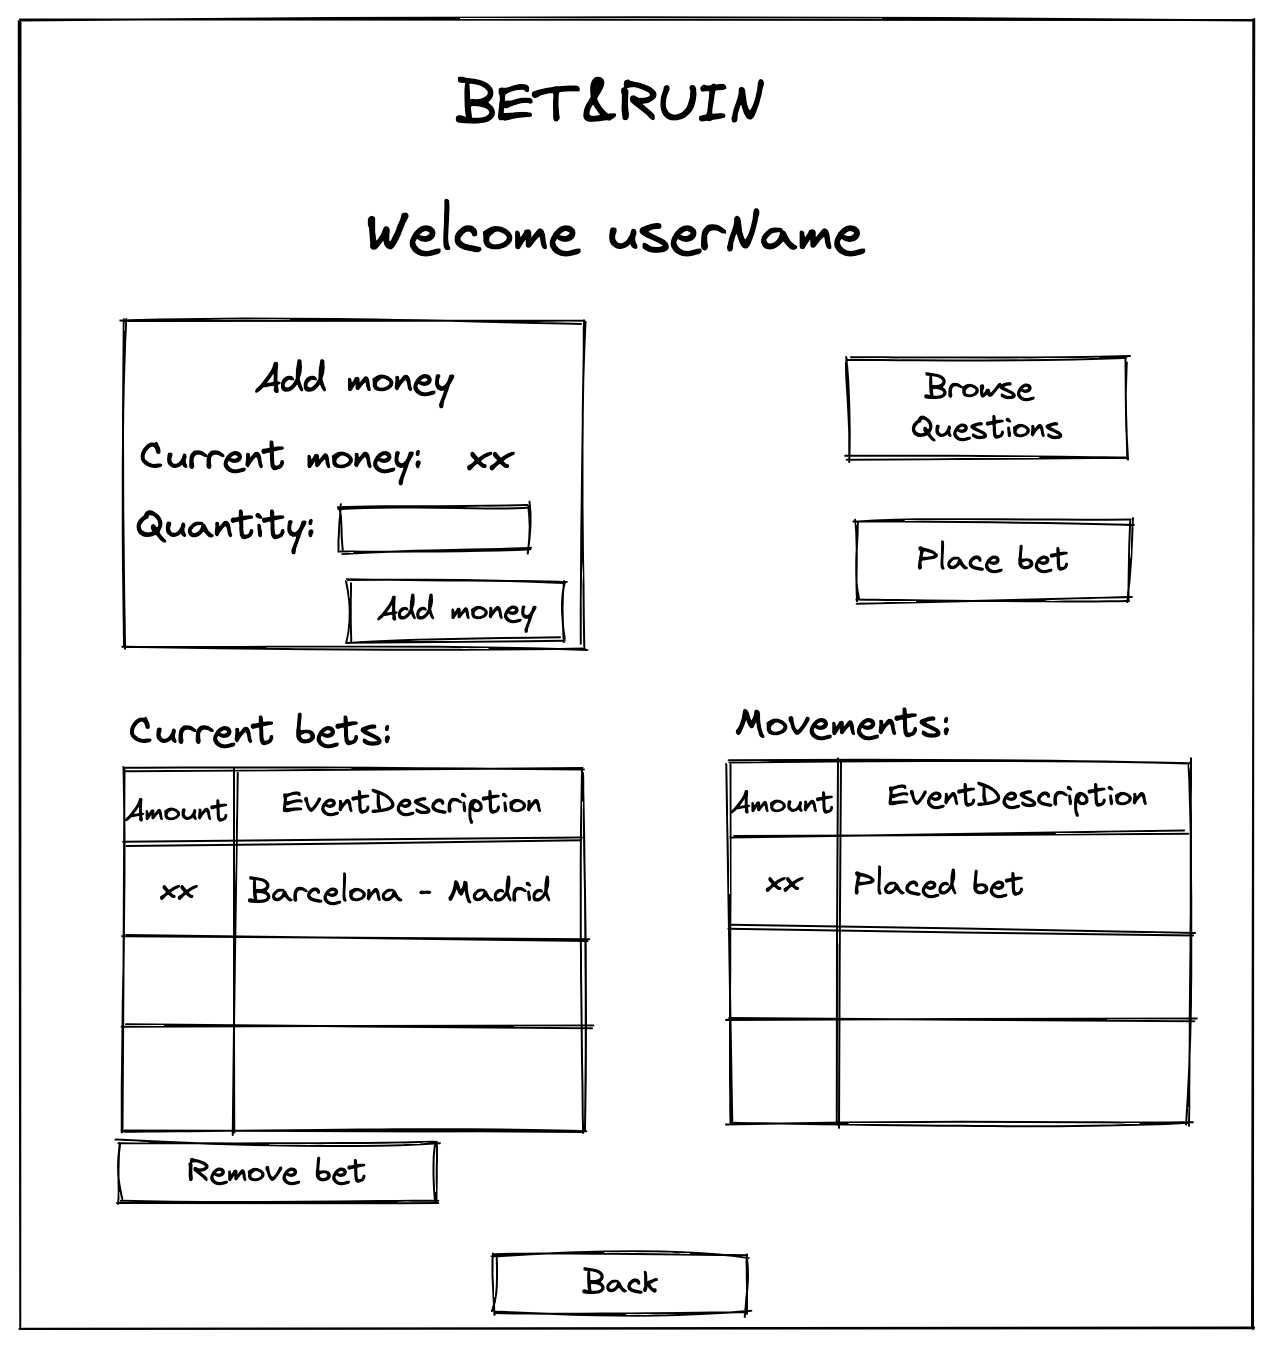 BET&RUIN
Welcome userName
Add money
Current money: xx
Quantity:
Add money
Browse
Questions
Place bet
Current bets:
Amount EventDescription
xx Barcelona - Madrid
Remove bet
Movements:
Amount EventDescription
xx Placed bet
Back